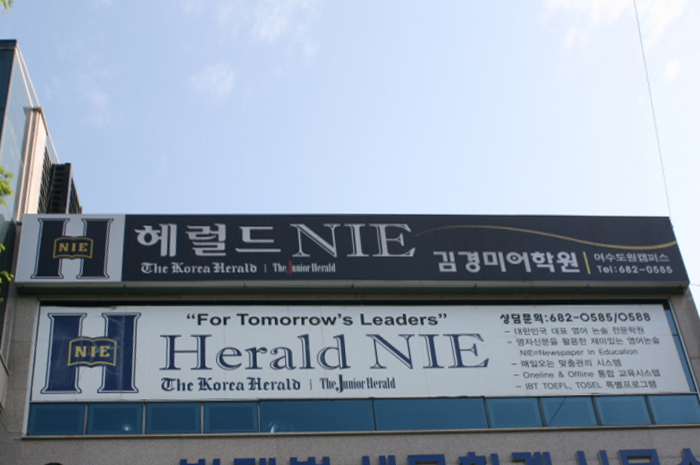 NIE
헤럴드 NIE
The Korea Herald | The Junior Herald
김경미어학원 | 여수도원캠퍼스
Tel:682-0585
NIE
"For Tomorrow's Leaders"
Herald NIE
The Korea Herald | The Junior Herald
상담문의:682-0585/0588
- 대한민국 대표 영어 논술 전문학원
- 영자신문을 활용한 재미있는 영어논술
NIE=Newspaper in Education
- 매일오는 맞춤관리 시스템
- Oneline & Offline 통합 교육시스템
- IBT TOEFL, TOSEL 특별프로그램